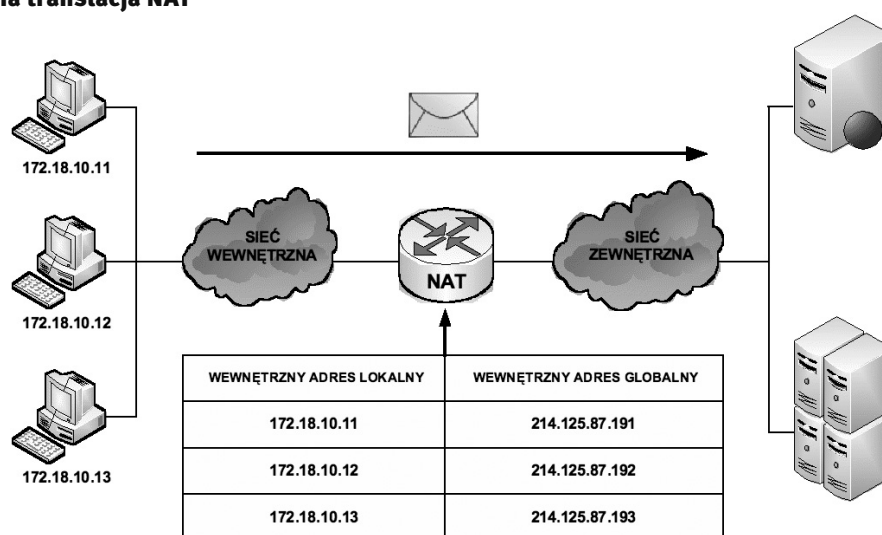 translacja NAT
172.18.10.11
172.18.10.12
172.18.10.13
SIEĆ
WEWNĘTRZNA
NAT
SIEĆ
ZEWNĘTRZNA
WEWNĘTRZNY ADRES LOKALNY WEWNĘTRZNY ADRES GLOBALNY
172.18.10.11 214.125.87.191
172.18.10.12 214.125.87.192
172.18.10.13 214.125.87.193